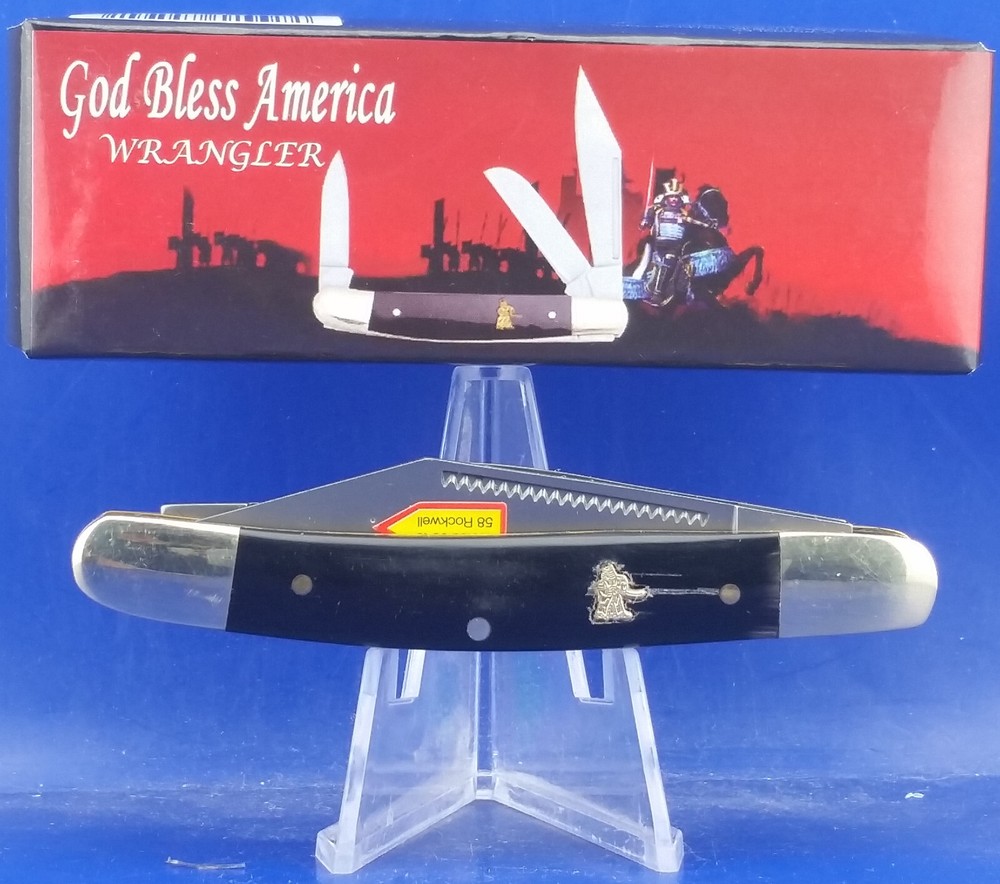 God Bless America
WRANGLER
58 Rockwell